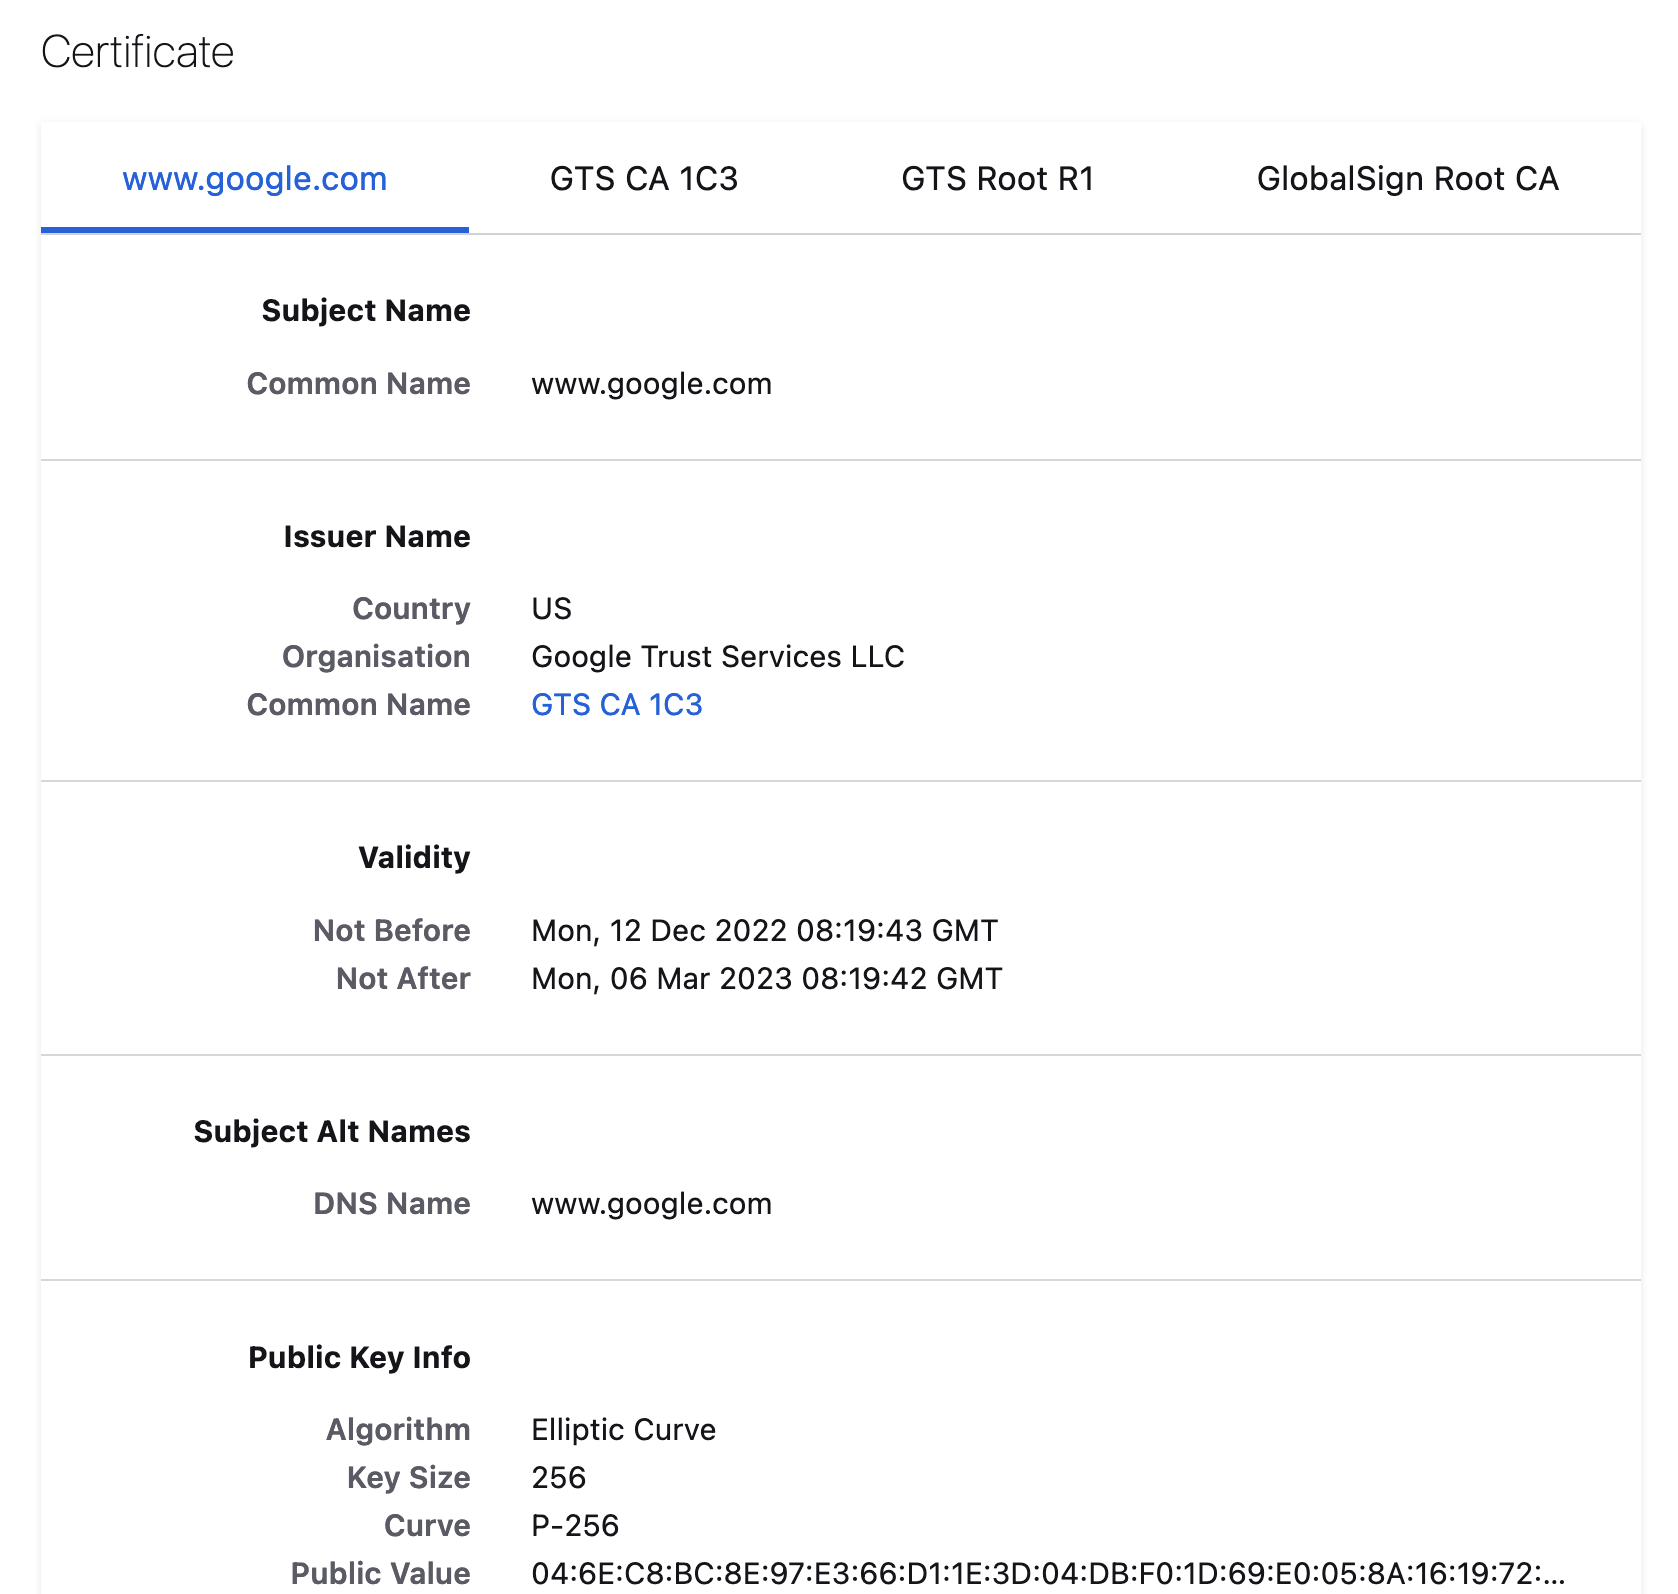 Certificate
www.google.com GTS CA 1C3 GTS Root R1 GlobalSign Root CA
Subject Name
Common Name www.google.com
Issuer Name
Country US
Organisation Google Trust Services LLC
Common Name GTS CA 1C3
Validity
Not Before Mon, 12 Dec 2022 08:19:43 GMT
Not After Mon, 06 Mar 2023 08:19:42 GMT
Subject Alt Names
DNS Name www.google.com
Public Key Info
Algorithm Elliptic Curve
Key Size 256
Curve P-256
Public Value 04:6E:C8:BC:8E:97:E3:66:D1:1E:3D:04:DB:F0:1D:69:E0:05:8A:16:19:72:...